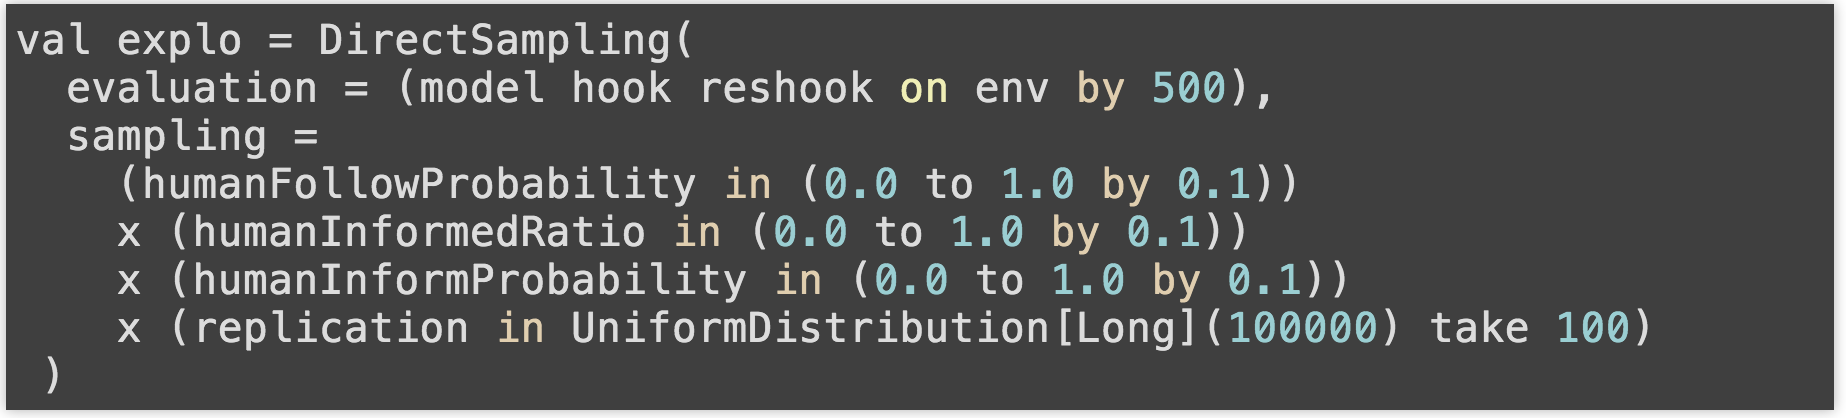 val explo = DirectSampling(
  evaluation = (model hook reshook on env by 500),
  sampling =
    (humanFollowProbability in (0.0 to 1.0 by 0.1))
    x (humanInformedRatio in (0.0 to 1.0 by 0.1))
    x (humanInformProbability in (0.0 to 1.0 by 0.1))
    x (replication in UniformDistribution[Long](100000) take 100)
 )